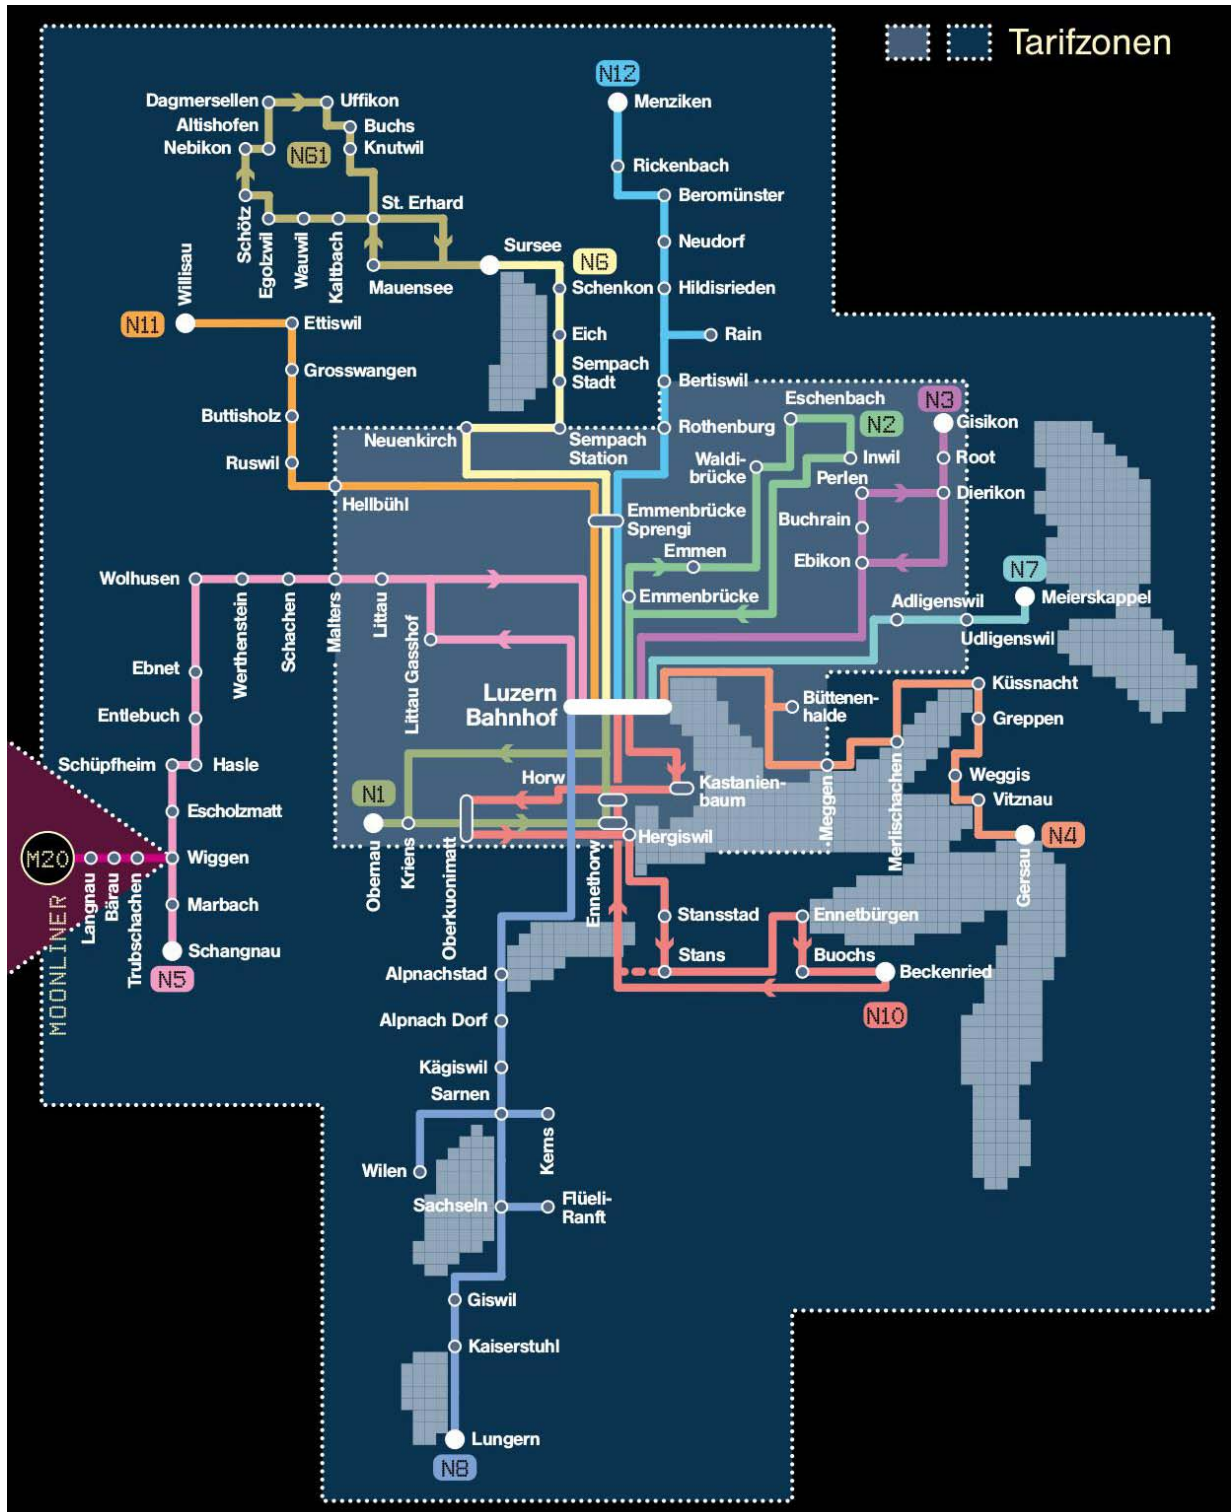 Tarifzonen
N12
Menziken
Dagmersellen
Uffikon
Altishofen
Buchs
Nebikon
N61
Knutwil
Rickenbach
Beromünster
Schötz
Egolzwil
Wauwil
Kaltbach
St. Erhard
Neudorf
Sursee
N6
Mauensee
Schenkon
Hildisrieden
Willisau
N11
Ettiswil
Eich
Rain
Grosswangen
Sempach
Stadt
Bertiswil
Buttisholz
Neuenkirch
Sempach
Station
Rothenburg
Eschenbach
N2
N3
Gisikon
Ruswil
Waldi-
brücke
Inwil
Root
Perlen
Dierikon
Hellbühl
Emmenbrücke
Sprengi
Buchrain
Emmen
Ebikon
N7
Wolhusen
Werthenstein
Schachen
Malters
Littau
Littau Gasshof
Emmenbrücke
Adligenswil
Meierskappel
Udligenswil
Ebnet
Entlebuch
Luzern
Bahnhof
Büttenen-
halde
Küssnacht
Greppen
Schüpfheim
Hasle
Horw
Kastanien-
baum
Meggen
Merlischachen
Weggis
Vitznau
N1
Escholzmatt
Hergiswil
N4
M20
MOONLINER
Langnau
Bärau
Trubschachen
Wiggen
Obernau
Kriens
Oberkuonimatt
Ennethorw
Gersau
Marbach
Stansstad
Ennetbürgen
Schangnau
N5
Stans
Buochs
Beckenried
Alpnachstad
N10
Alpnach Dorf
Kägiswil
Sarnen
Kerns
Wilen
Sachseln
Flüeli-
Ranft
Giswil
Kaiserstuhl
Lungern
N8